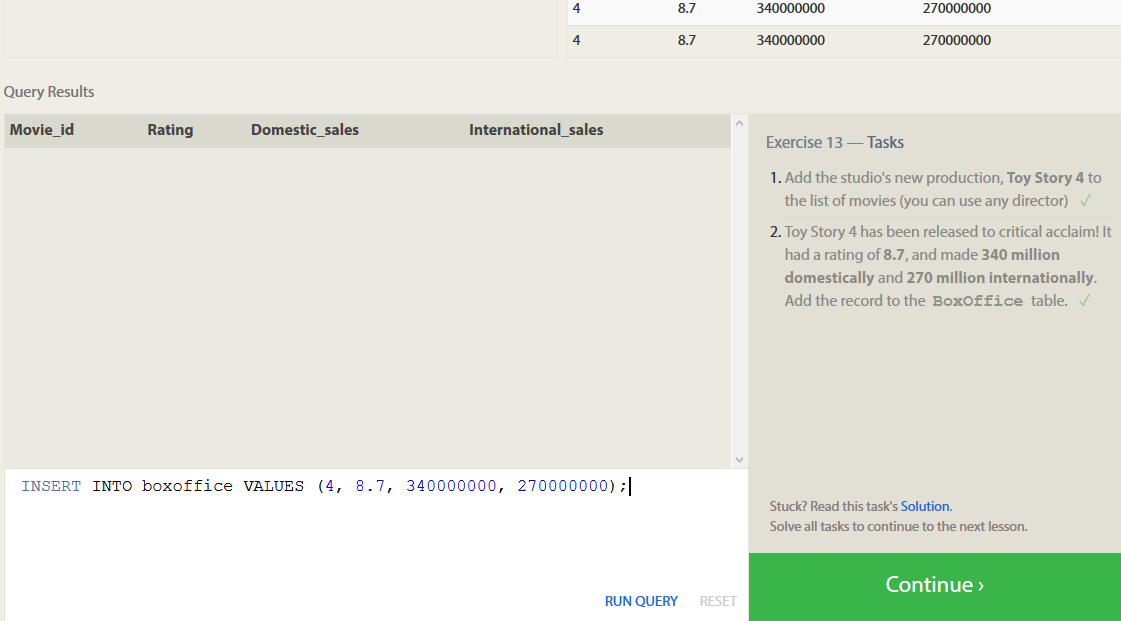 4 8.7 340000000 270000000
4 8.7 340000000 270000000
Query Results
Movie_id Rating Domestic_sales International_sales
Exercise 13 — Tasks
1. Add the studio's new production, Toy Story 4 to
the list of movies (you can use any director) ✓
2. Toy Story 4 has been released to critical acclaim! It
had a rating of 8.7, and made 340 million
domestically and 270 million internationally.
Add the record to the BoxOffice table. ✓
INSERT INTO boxoffice VALUES (4, 8.7, 340000000, 270000000);
Stuck? Read this task's Solution.
Solve all tasks to continue to the next lesson.
RUN QUERY RESET
Continue ›